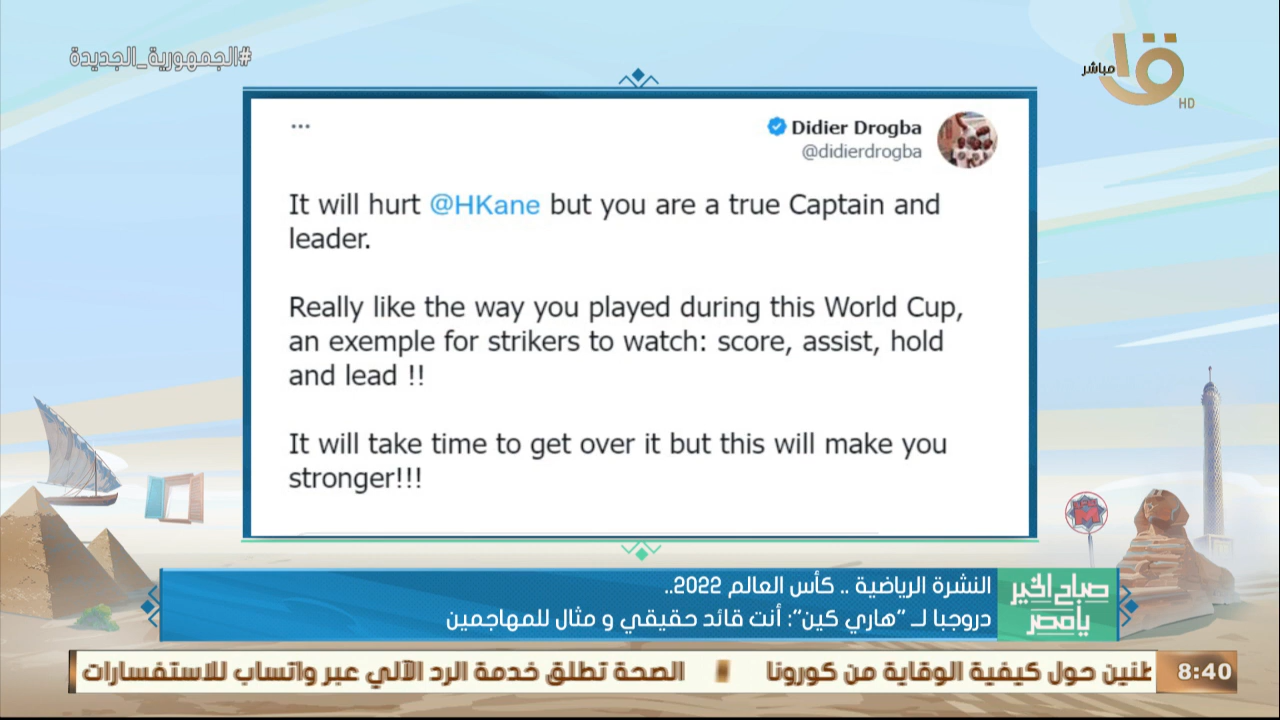 #الجمهورية_الجديدة
مباشر
HD
Didier Drogba
@didierdrogba
It will hurt @HKane but you are a true Captain and
leader.
Really like the way you played during this World Cup,
an exemple for strikers to watch: score, assist, hold
and lead !!
It will take time to get over it but this will make you
stronger!!!
صباح الخير
يا مصر
النشرة الرياضية .. كأس العالم 2022..
دروجبا لـ "هاري كين": أنت قائد حقيقي و مثال للمهاجمين
8:40
طنين حول كيفية الوقاية من كورونا الصحة تطلق خدمة الرد الآلي عبر واتساب للاستفسارات